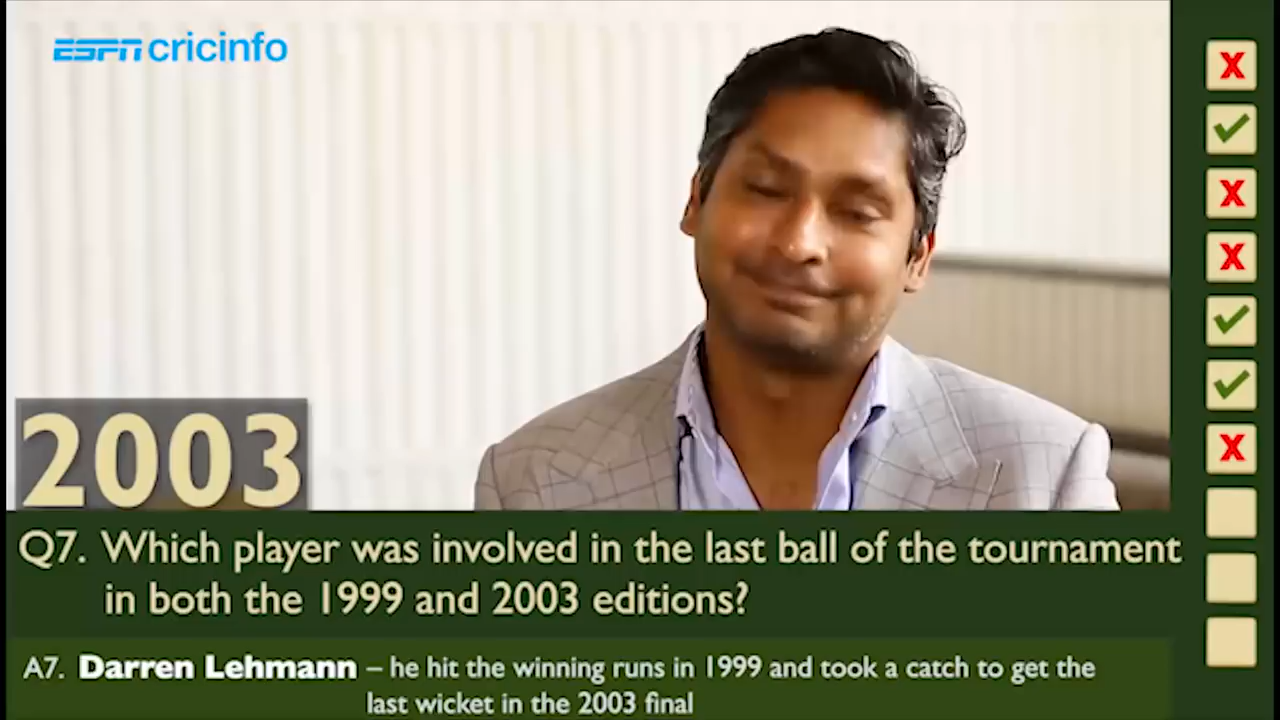 ESPN cricinfo
2003
Q7. Which player was involved in the last ball of the tournament
in both the 1999 and 2003 editions?
A7. Darren Lehmann – he hit the winning runs in 1999 and took a catch to get the
last wicket in the 2003 final